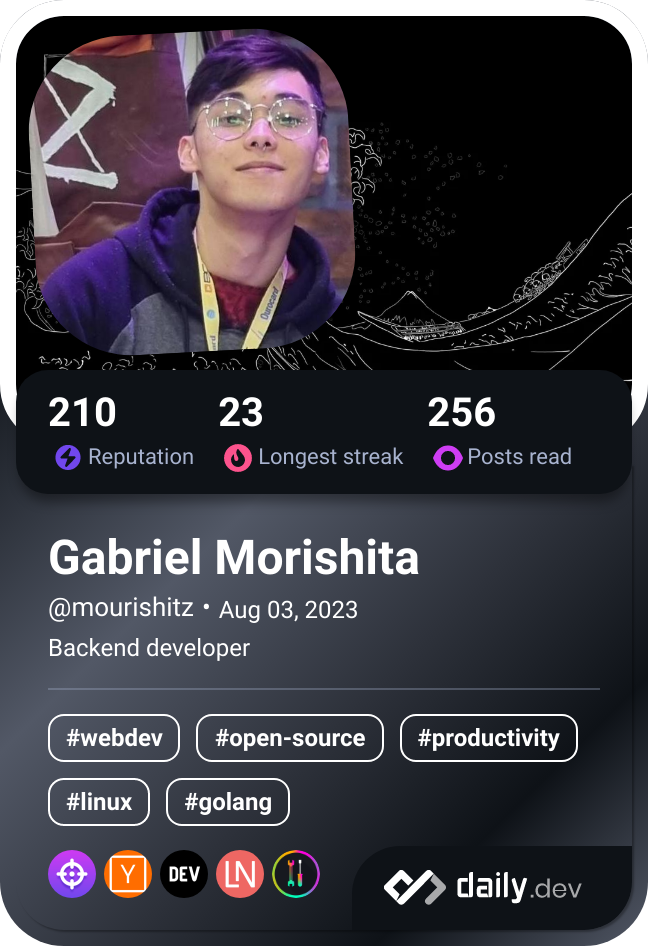 210 23 256
Reputation Longest streak Posts read
Gabriel Morishita
@mourishitz • Aug 03, 2023
Backend developer
#webdev #open-source #productivity
#linux #golang
Y DEV LN
daily.dev